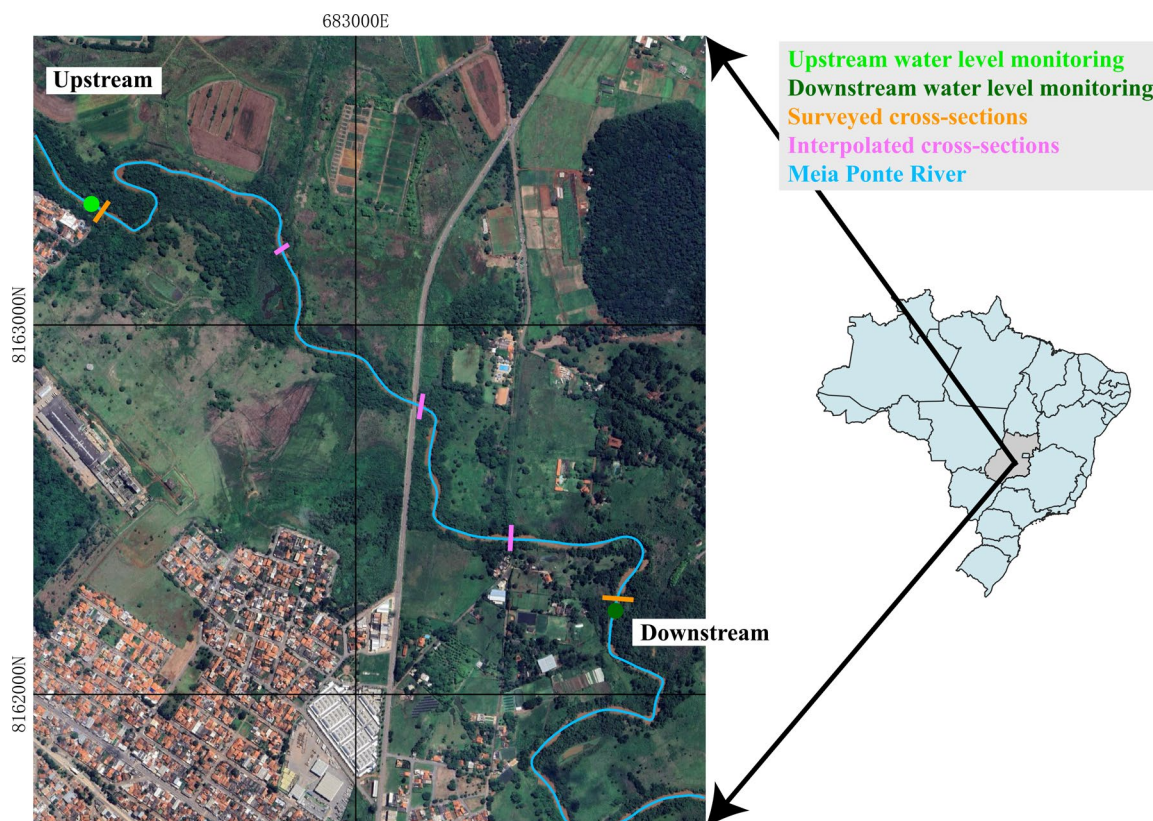 683000E
Upstream
Upstream water level monitoring
Downstream water level monitoring
Surveyed cross-sections
Interpolated cross-sections
Meia Ponte River
8163000N
Downstream
8162000N